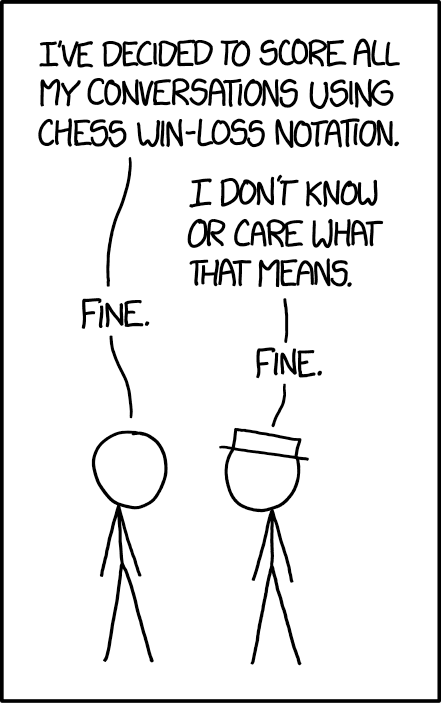 I'VE DECIDED TO SCORE ALL
MY CONVERSATIONS USING
CHESS WIN-LOSS NOTATION.
I DON'T KNOW
OR CARE WHAT
THAT MEANS.
FINE.
FINE.